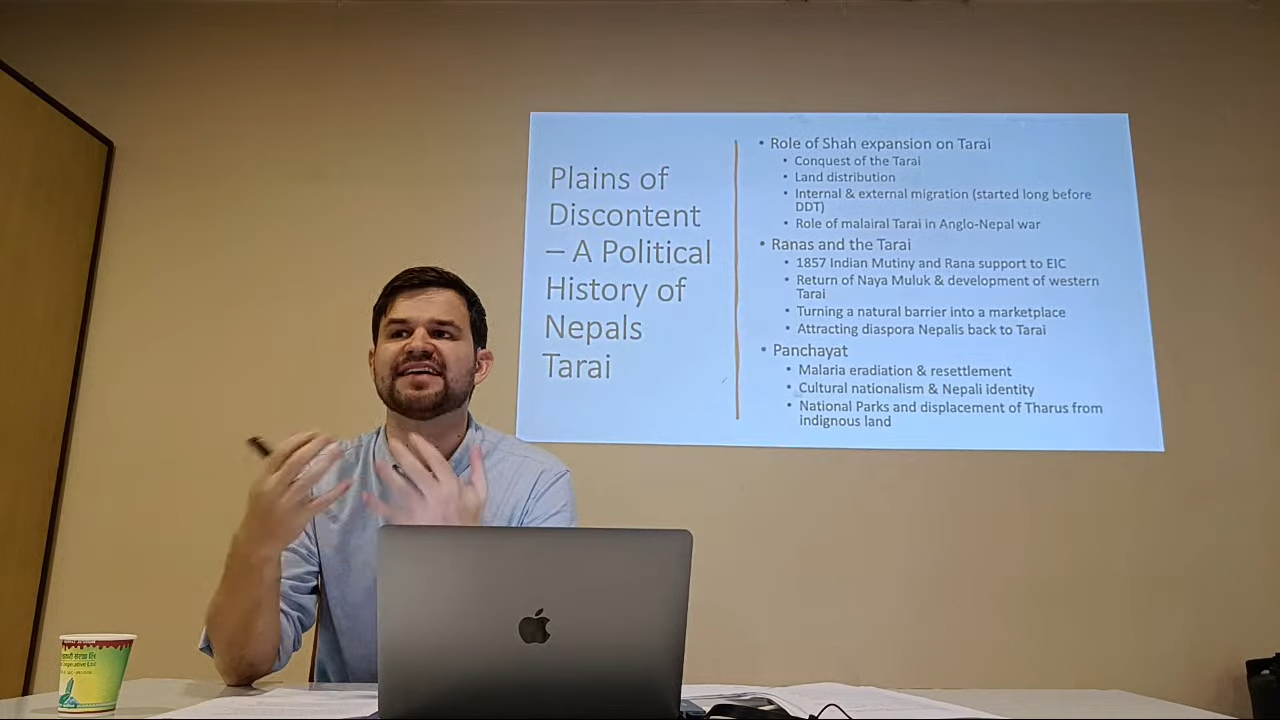 Plains of
Discontent
– A Political
History of
Nepals
Tarai
• Role of Shah expansion on Tarai
• Conquest of the Tarai
• Land distribution
• Internal & external migration (started long before
DDT)
• Role of malairal Tarai in Anglo-Nepal war
• Ranas and the Tarai
• 1857 Indian Mutiny and Rana support to EIC
• Return of Naya Muluk & development of western
Tarai
• Turning a natural barrier into a marketplace
• Attracting diaspora Nepalis back to Tarai
• Panchayat
• Malaria eradiation & resettlement
• Cultural nationalism & Nepali identity
• National Parks and displacement of Tharus from
indignous land